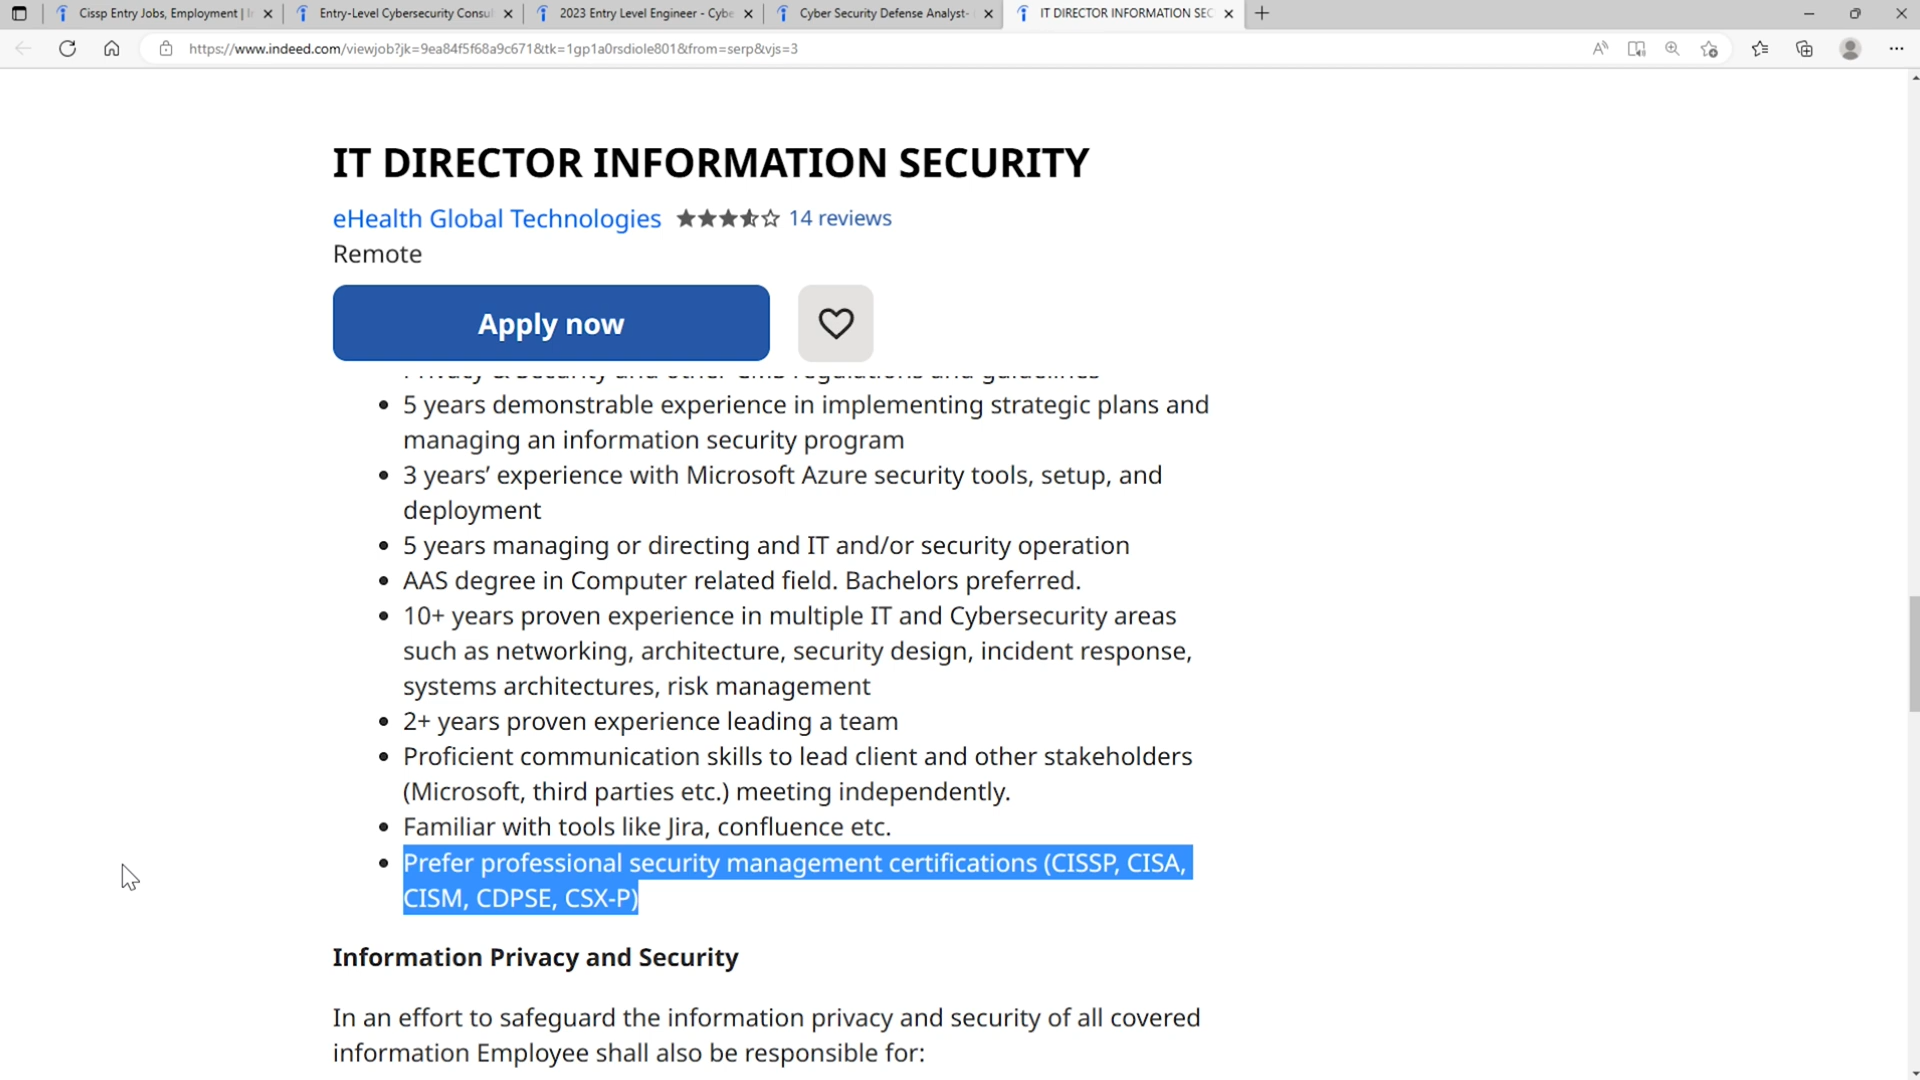 Cissp Entry Jobs, Employment | I
Entry-Level Cybersecurity Consul
2023 Entry Level Engineer - Cybe
Cyber Security Defense Analyst-
IT DIRECTOR INFORMATION SEC
https://www.indeed.com/viewjob?jk=9ea84f5f68a9c671&tk=1gp1a0rsdiole801&from=serp&vjs=3
IT DIRECTOR INFORMATION SECURITY
eHealth Global Technologies 14 reviews
Remote
Apply now
Privacy & Security and other CMS regulations and guidelines
• 5 years demonstrable experience in implementing strategic plans and
managing an information security program
• 3 years’ experience with Microsoft Azure security tools, setup, and
deployment
• 5 years managing or directing and IT and/or security operation
• AAS degree in Computer related field. Bachelors preferred.
• 10+ years proven experience in multiple IT and Cybersecurity areas
such as networking, architecture, security design, incident response,
systems architectures, risk management
• 2+ years proven experience leading a team
• Proficient communication skills to lead client and other stakeholders
(Microsoft, third parties etc.) meeting independently.
• Familiar with tools like Jira, confluence etc.
• Prefer professional security management certifications (CISSP, CISA,
CISM, CDPSE, CSX-P)
Information Privacy and Security
In an effort to safeguard the information privacy and security of all covered
information Employee shall also be responsible for: